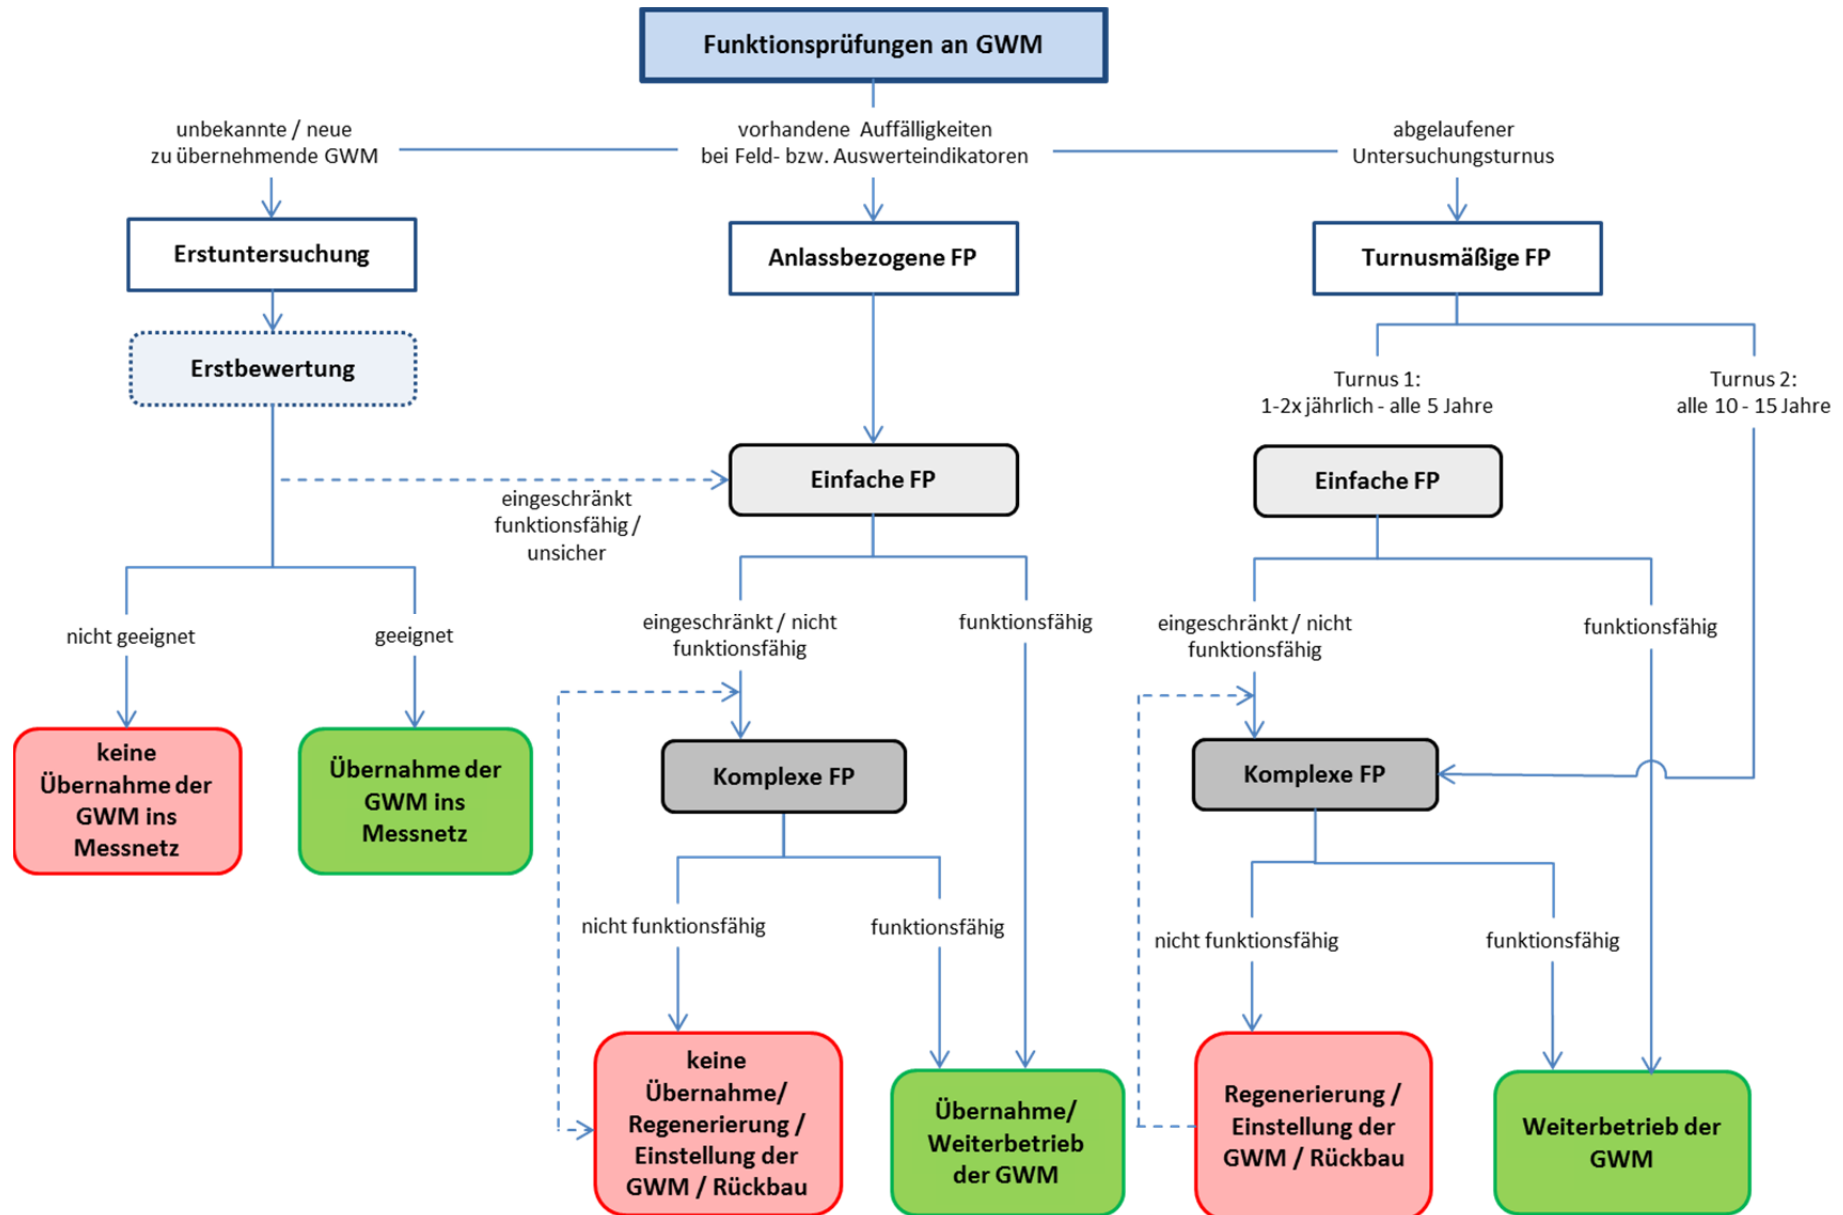 Funktionsprüfungen an GWM
unbekannte / neue
zu übernehmende GWM
vorhandene Auffälligkeiten
bei Feld- bzw. Auswerteindikatoren
abgelaufener
Untersuchungsturnus
Erstuntersuchung
Anlassbezogene FP
Turnusmäßige FP
Erstbewertung
Turnus 1:
1-2x jährlich - alle 5 Jahre
Turnus 2:
alle 10 - 15 Jahre
Einfache FP
Einfache FP
eingeschränkt
funktionsfähig /
unsicher
nicht geeignet
geeignet
eingeschränkt / nicht
funktionsfähig
funktionsfähig
eingeschränkt / nicht
funktionsfähig
funktionsfähig
keine
Übernahme der
GWM ins
Messnetz
Übernahme der
GWM ins
Messnetz
Komplexe FP
Komplexe FP
nicht funktionsfähig
funktionsfähig
nicht funktionsfähig
funktionsfähig
keine
Übernahme/
Regenerierung /
Einstellung der
GWM / Rückbau
Übernahme/
Weiterbetrieb
der GWM
Regenerierung /
Einstellung der
GWM / Rückbau
Weiterbetrieb der
GWM